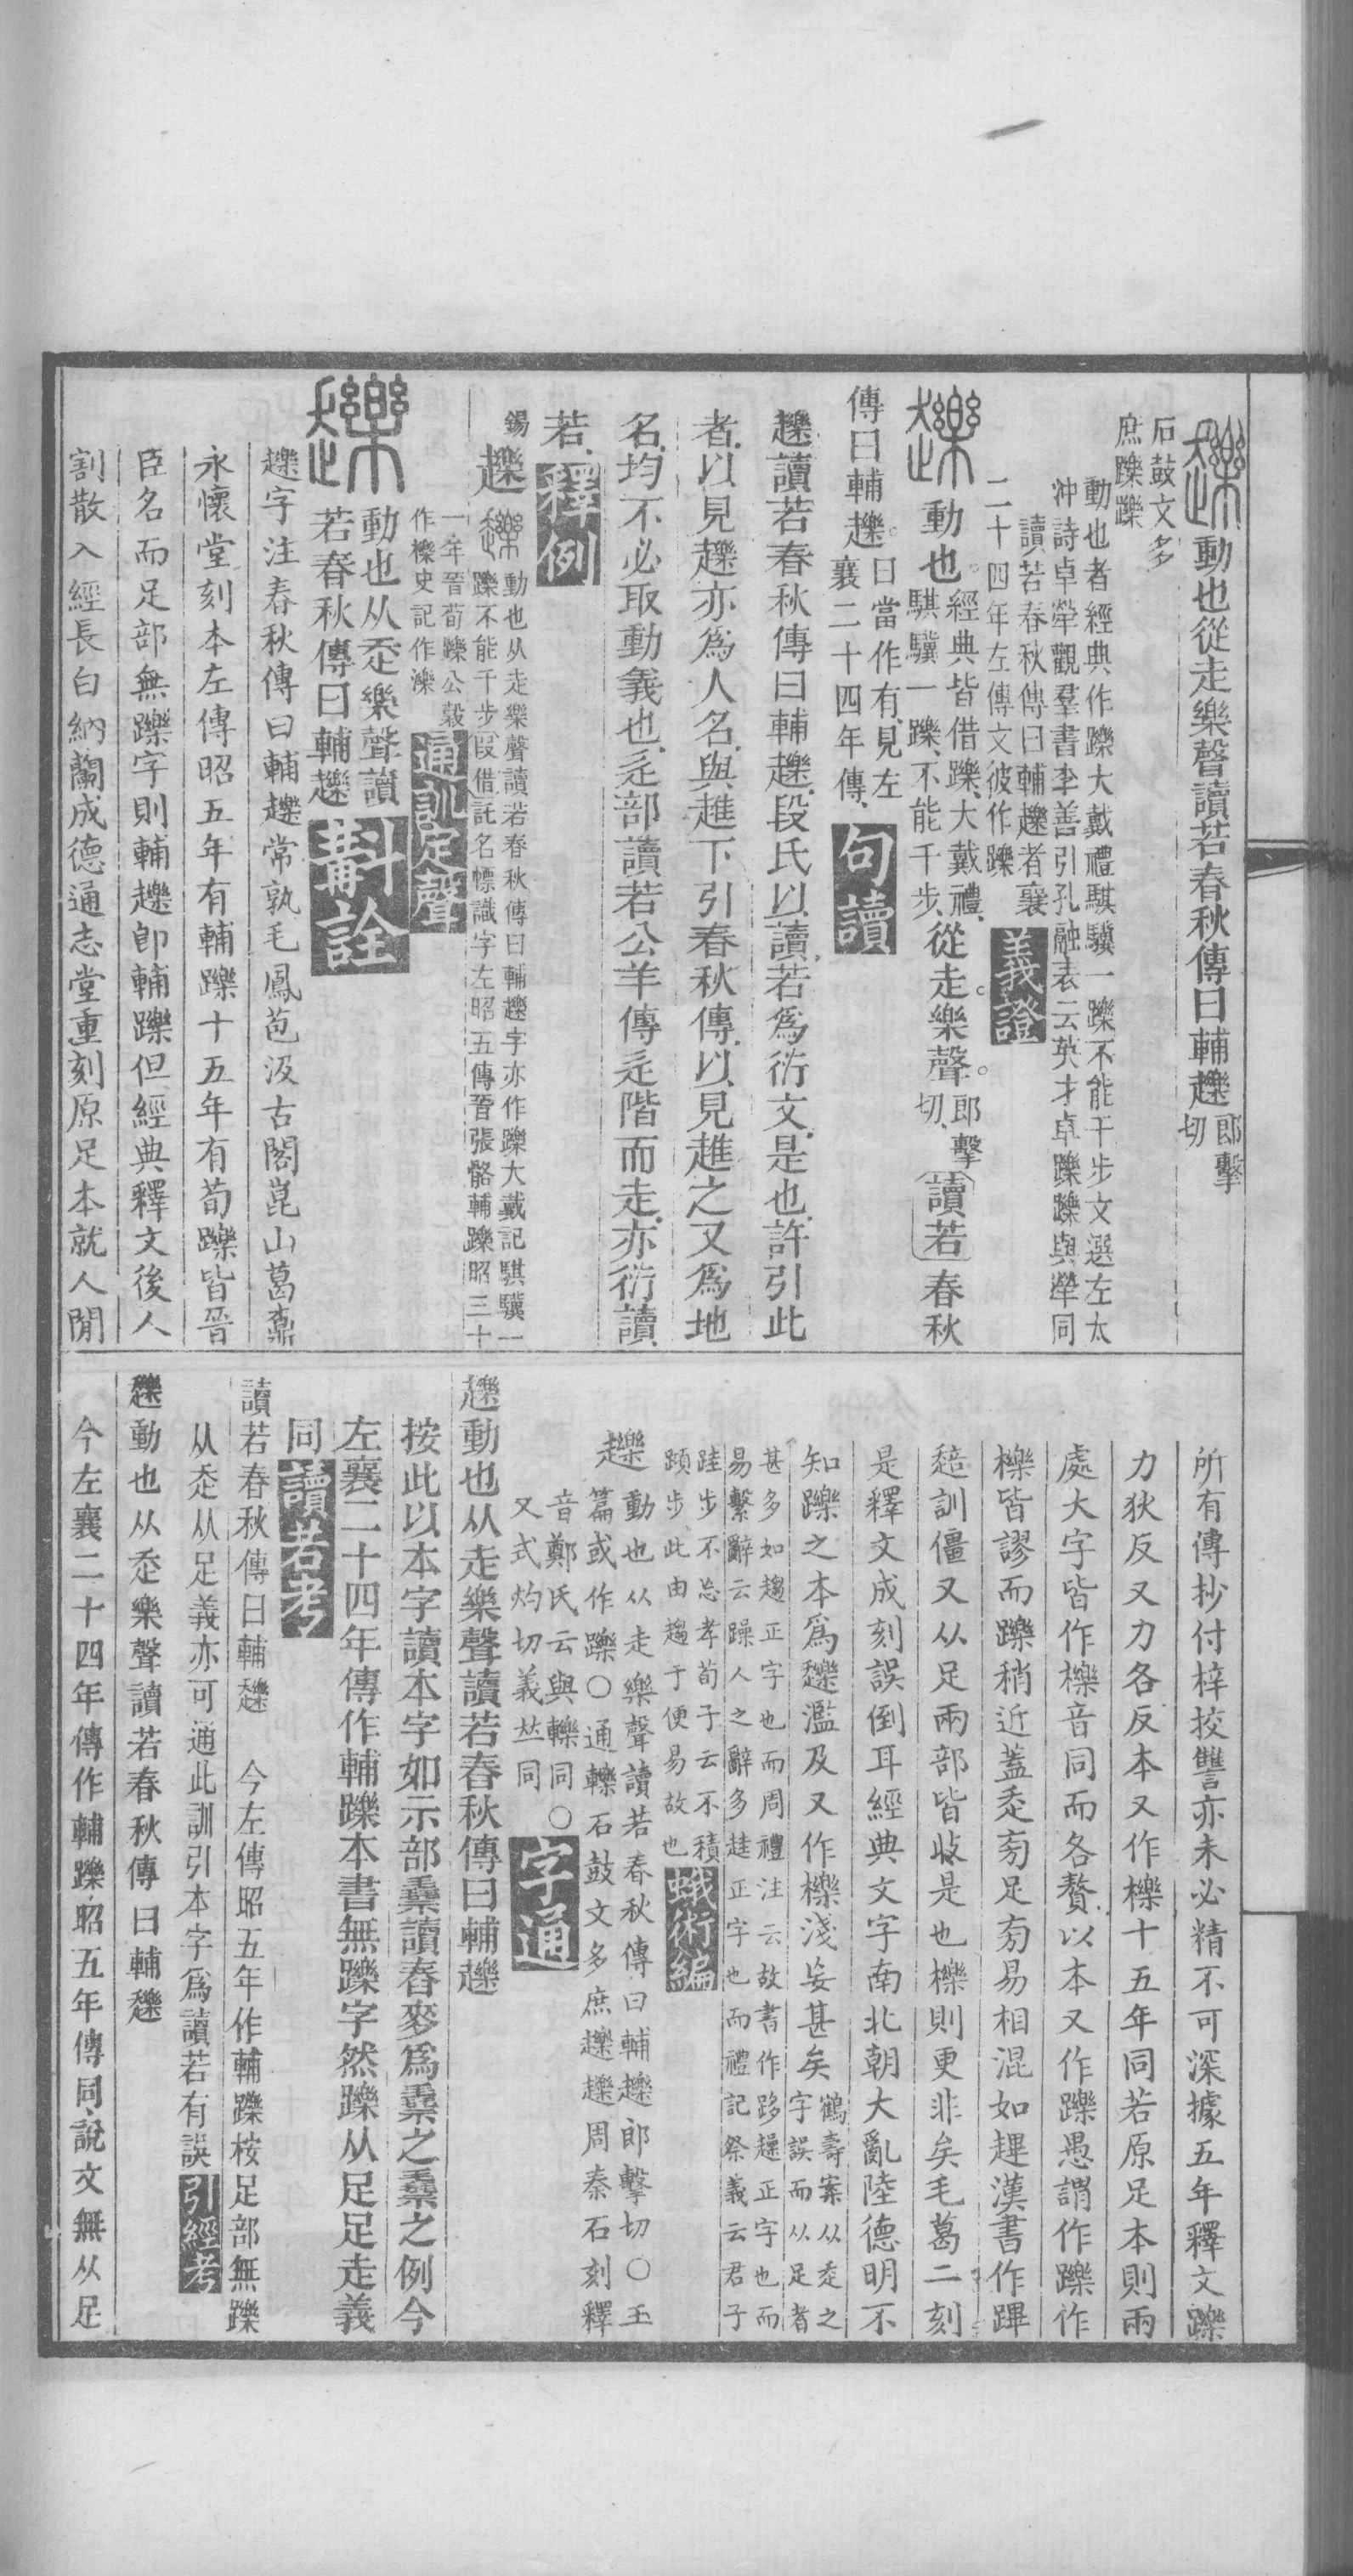 趮動也從走樂聲讀若春秋傳曰輔趮郎擊切
石鼓文多
庶躒躒
動也者經典作躒大戴禮騏驥一躒不能千步文選左太
冲詩卓犖觀羣書李善引孔融表云英才卓躒躒與犖同
讀若春秋傳曰輔趮者襄
二十四年左傳文彼作躒
義證
動也。經典皆借躒、大戴禮、
騏驥一躒、不能千步、
從走。樂聲。郎擊切、讀若春秋
傳曰輔趮。曰當作有、見左
襄二十四年傳、
句讀
趮讀若春秋傳曰輔趮、段氏以讀若爲衍文、是也、許引此
者、以見趮亦爲人名、與趡下引春秋傳、以見趡之又爲地
名、均不必取動義也、辵部讀若公羊傳辵階而走、亦衍讀
若、
釋例
錫
動也从走樂聲讀若春秋傳曰輔趮字亦作躒大戴記騏驥一
躒不能千步叚借託名幖識字左昭五傳晉張骼輔躒昭三十
一年晉荀躒公穀
作櫟史記作濼
通訓定聲
動也从赱樂聲讀
若春秋傳曰輔趮
斠詮
趮字注春秋傳曰輔趮常孰毛鳳苞汲古閣崑山葛鼒
永懷堂刻本左傳昭五年有輔躒十五年有荀躒皆晉
臣名而足部無躒字則輔趮卽輔躒但經典釋文後人
割散入經長白納蘭成德通志堂重刻原足本就人閒
所有傳抄付梓挍讐亦未必精不可深據五年釋文躒
力狄反又力各反本又作櫟十五年同若原足本則兩
處大字皆作櫟音同而各贅以本又作躒愚謂作躒作
櫟皆謬而躒稍近蓋赱旁足旁易相混如趩漢書作蹕
訓僵又从足兩部皆收是也櫟則更非矣毛葛二刻
是釋文成刻誤倒耳經典文字南北朝大亂陸德明不
知躒之本爲趮濫及又作櫟淺妄甚矣鶴壽案从赱之
字誤而从足者
甚多如趨正字也而周禮注云故書作跢趮正字也而
易繫辭云躁人之辭多赶正字也而禮記祭義云君子
跬步不忘孝荀子云不積
蹞步此由趨于便易故也
蛾術編
動也从走樂聲讀若春秋傳曰輔趮郎擊切○玉
篇或作躒○通轢石鼓文多庶趮趮周秦石刻釋
音鄭氏云與轢同○
又式灼切義竝同
字通
趮動也从走樂聲讀若春秋傳曰輔趮
按此以本字讀本字如示部𣡌讀春麥爲𣡌之𣡌之例今
左襄二十四年傳作輔躒本書無躒字然躒从足足走義
同
讀若考
讀若春秋傳曰輔趮　今左傳昭五年作輔躒桉足部無躒
从赱从足義亦可通此訓引本字爲讀若有誤
引經考
趮動也从赱樂聲讀若春秋傳曰輔趮
今左襄二十四年傳作輔躒、昭五年傳同、說文無从足